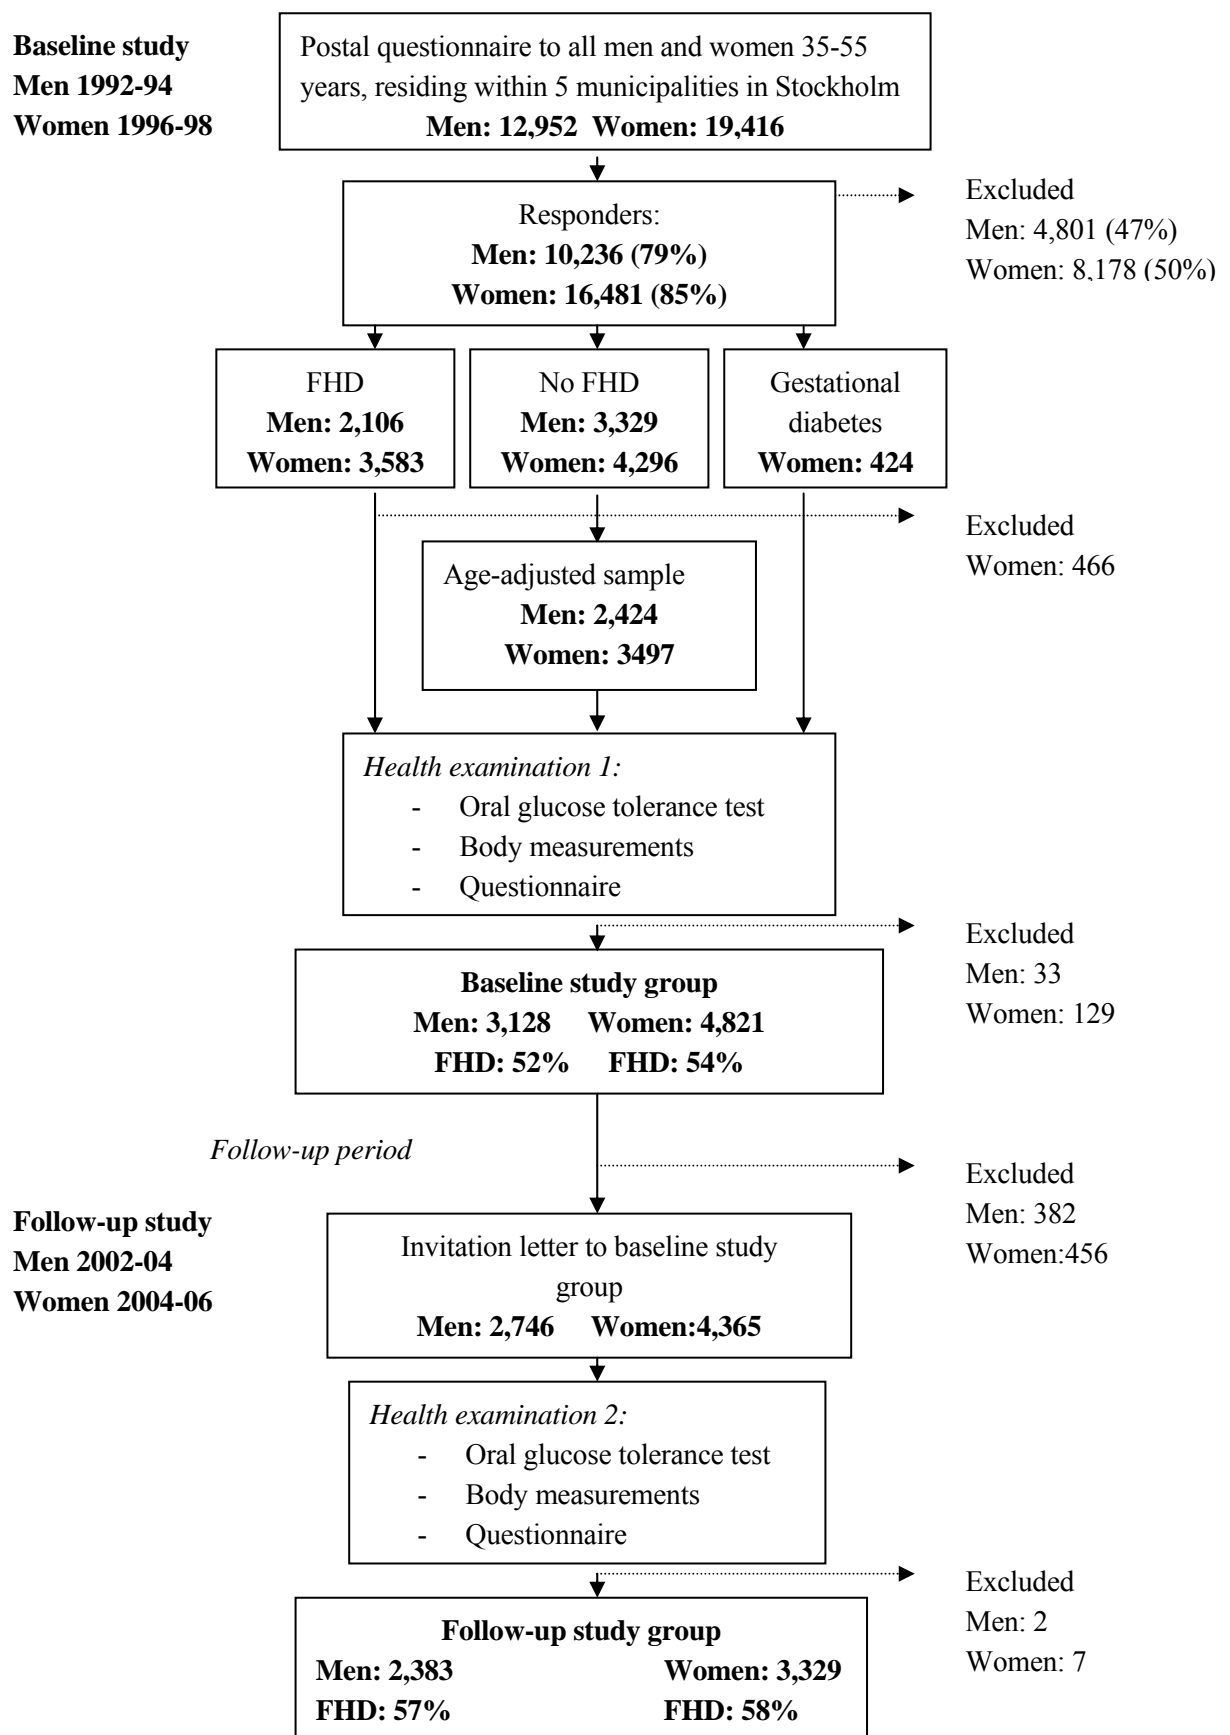 Baseline study
Men 1992-94
Women 1996-98
Postal questionnaire to all men and women 35-55
years, residing within 5 municipalities in Stockholm
Men: 12,952 Women: 19,416
Responders:
Men: 10,236 (79%)
Women: 16,481 (85%)
Excluded
Men: 4,801 (47%)
Women: 8,178 (50%)
FHD
Men: 2,106
Women: 3,583
No FHD
Men: 3,329
Women: 4,296
Gestational
diabetes
Women: 424
Excluded
Women: 466
Age-adjusted sample
Men: 2,424
Women: 3497
Health examination 1:
- Oral glucose tolerance test
- Body measurements
- Questionnaire
Excluded
Men: 33
Women: 129
Baseline study group
Men: 3,128 Women: 4,821
FHD: 52% FHD: 54%
Follow-up period
Excluded
Men: 382
Women:456
Follow-up study
Men 2002-04
Women 2004-06
Invitation letter to baseline study
group
Men: 2,746 Women:4,365
Health examination 2:
- Oral glucose tolerance test
- Body measurements
- Questionnaire
Excluded
Men: 2
Women: 7
Follow-up study group
Men: 2,383 Women: 3,329
FHD: 57% FHD: 58%